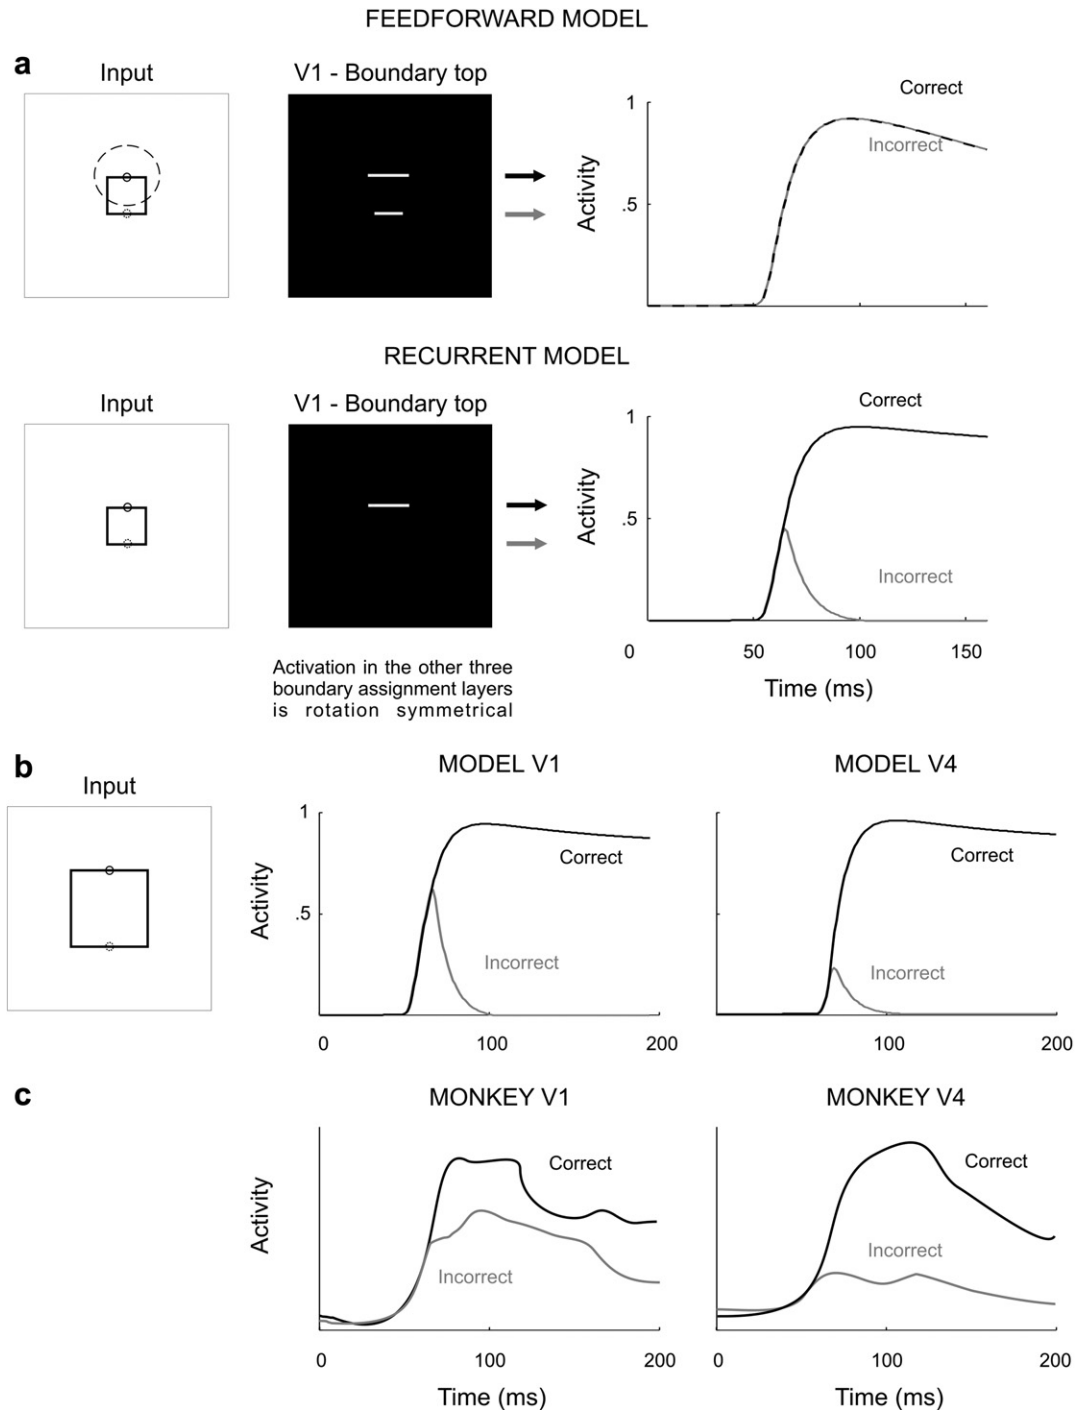 FEEDFORWARD MODEL
a
Input
V1 - Boundary top
Correct
1
Incorrect
Activity
.5
RECURRENT MODEL
Input
V1 - Boundary top
Correct
1
Activity
.5
Incorrect
0 50 100 150
Time (ms)
Activation in the other three
boundary assignment layers
is rotation symmetrical
b
Input
MODEL V1
MODEL V4
1
Correct
Correct
Activity
.5
Incorrect
Incorrect
0 100 200
100 200
c
MONKEY V1
MONKEY V4
Correct
Correct
Activity
Incorrect
Incorrect
0 100 200
0 100 200
Time (ms)
Time (ms)